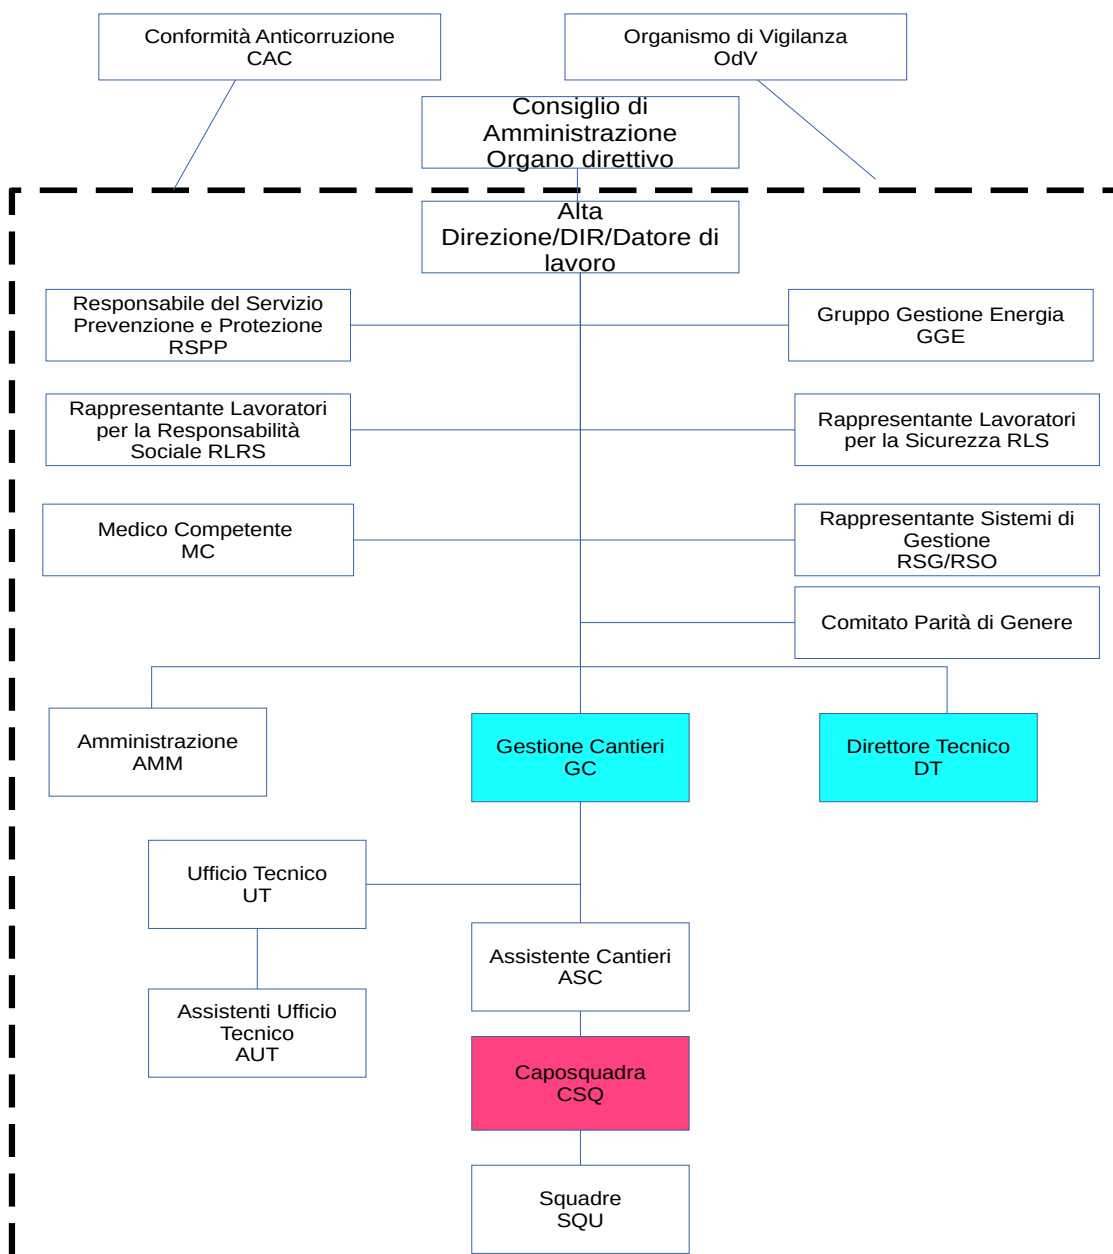 Conformità Anticorruzione
CAC
Organismo di Vigilanza
OdV
Consiglio di
Amministrazione
Organo direttivo
Alta
Direzione/DIR/Datore di
lavoro
Responsabile del Servizio
Prevenzione e Protezione
RSPP
Gruppo Gestione Energia
GGE
Rappresentante Lavoratori
per la Responsabilità
Sociale RLRS
Rappresentante Lavoratori
per la Sicurezza RLS
Medico Competente
MC
Rappresentante Sistemi di
Gestione
RSG/RSO
Comitato Parità di Genere
Amministrazione
AMM
Gestione Cantieri
GC
Direttore Tecnico
DT
Ufficio Tecnico
UT
Assistente Cantieri
ASC
Assistenti Ufficio
Tecnico
AUT
Caposquadra
CSQ
Squadre
SQU